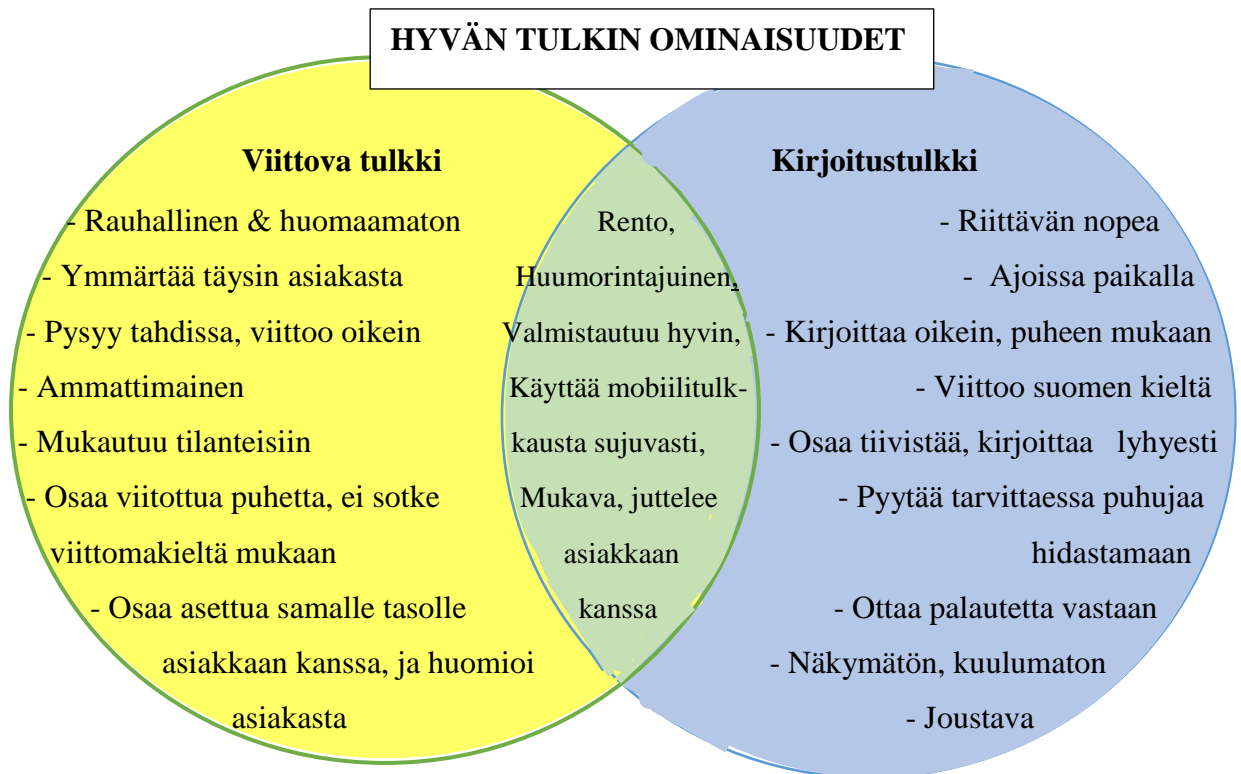 HYVÄN TULKIN OMINAISUUDET
Viittova tulkki
- Rauhallinen & huomaamaton
- Ymmärtää täysin asiakasta
- Pysyy tahdissa, viittoo oikein
- Ammattimainen
- Mukautuu tilanteisiin
- Osaa viitottua puhetta, ei sotke
viittomakieltä mukaan
- Osaa asettua samalle tasolle
asiakkaan kanssa, ja huomioi
asiakasta
Rento,
Huumorintajuinen,
Valmistautuu hyvin,
Käyttää mobiilitulk-
kausta sujuvasti,
Mukava, juttelee
asiakkaan
kanssa
Kirjoitustulkki
- Riittävän nopea
- Ajoissa paikalla
- Kirjoittaa oikein, puheen mukaan
- Viittoo suomen kieltä
- Osaa tiivistää, kirjoittaa lyhyesti
- Pyytää tarvittaessa puhujaa
hidastamaan
- Ottaa palautetta vastaan
- Näkymätön, kuulumaton
- Joustava